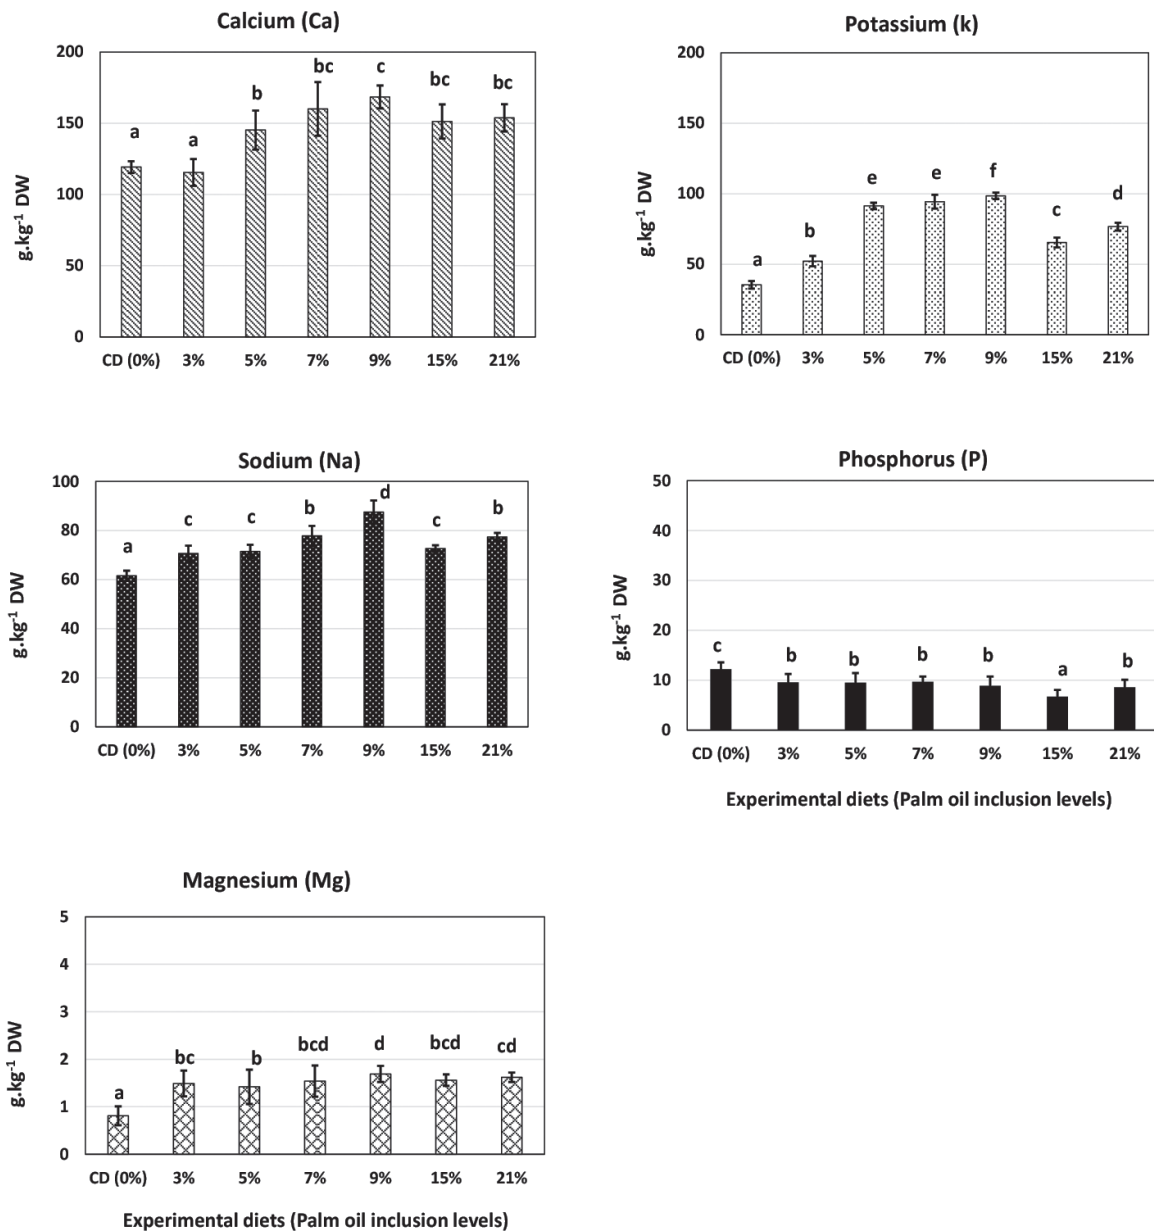 Calcium (Ca)
200
150
100
50
0
g.kg⁻¹ DW
a
a
b
bc
c
bc
bc
CD (0%) 3% 5% 7% 9% 15% 21%
Potassium (k)
200
150
100
50
0
g.kg⁻¹ DW
a
b
e
e
f
c
d
CD (0%) 3% 5% 7% 9% 15% 21%
Sodium (Na)
100
80
60
40
20
0
g.kg⁻¹ DW
a
c
c
b
d
c
b
CD (0%) 3% 5% 7% 9% 15% 21%
Phosphorus (P)
50
40
30
20
10
0
g.kg⁻¹ DW
c
b
b
b
b
a
b
CD (0%) 3% 5% 7% 9% 15% 21%
Experimental diets (Palm oil inclusion levels)
Magnesium (Mg)
5
4
3
2
1
0
g.kg⁻¹ DW
a
bc
b
bcd
d
bcd
cd
CD (0%) 3% 5% 7% 9% 15% 21%
Experimental diets (Palm oil inclusion levels)